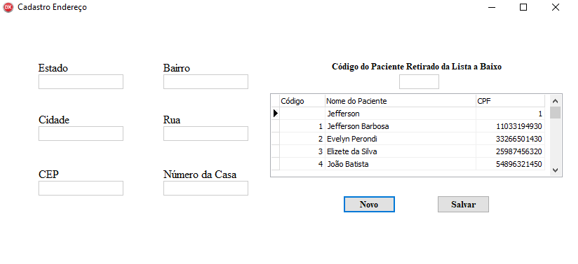 Cadastro Endereço
Estado Bairro
Código do Paciente Retirado da Lista a Baixo
Código Nome do Paciente CPF
Jefferson 1
Cidade Rua
1 Jefferson Barbosa 11033194930
2 Evelyn Perondi 33266501430
3 Elizete da Silva 25987456320
4 João Batista 54896321450
CEP Número da Casa
Novo Salvar